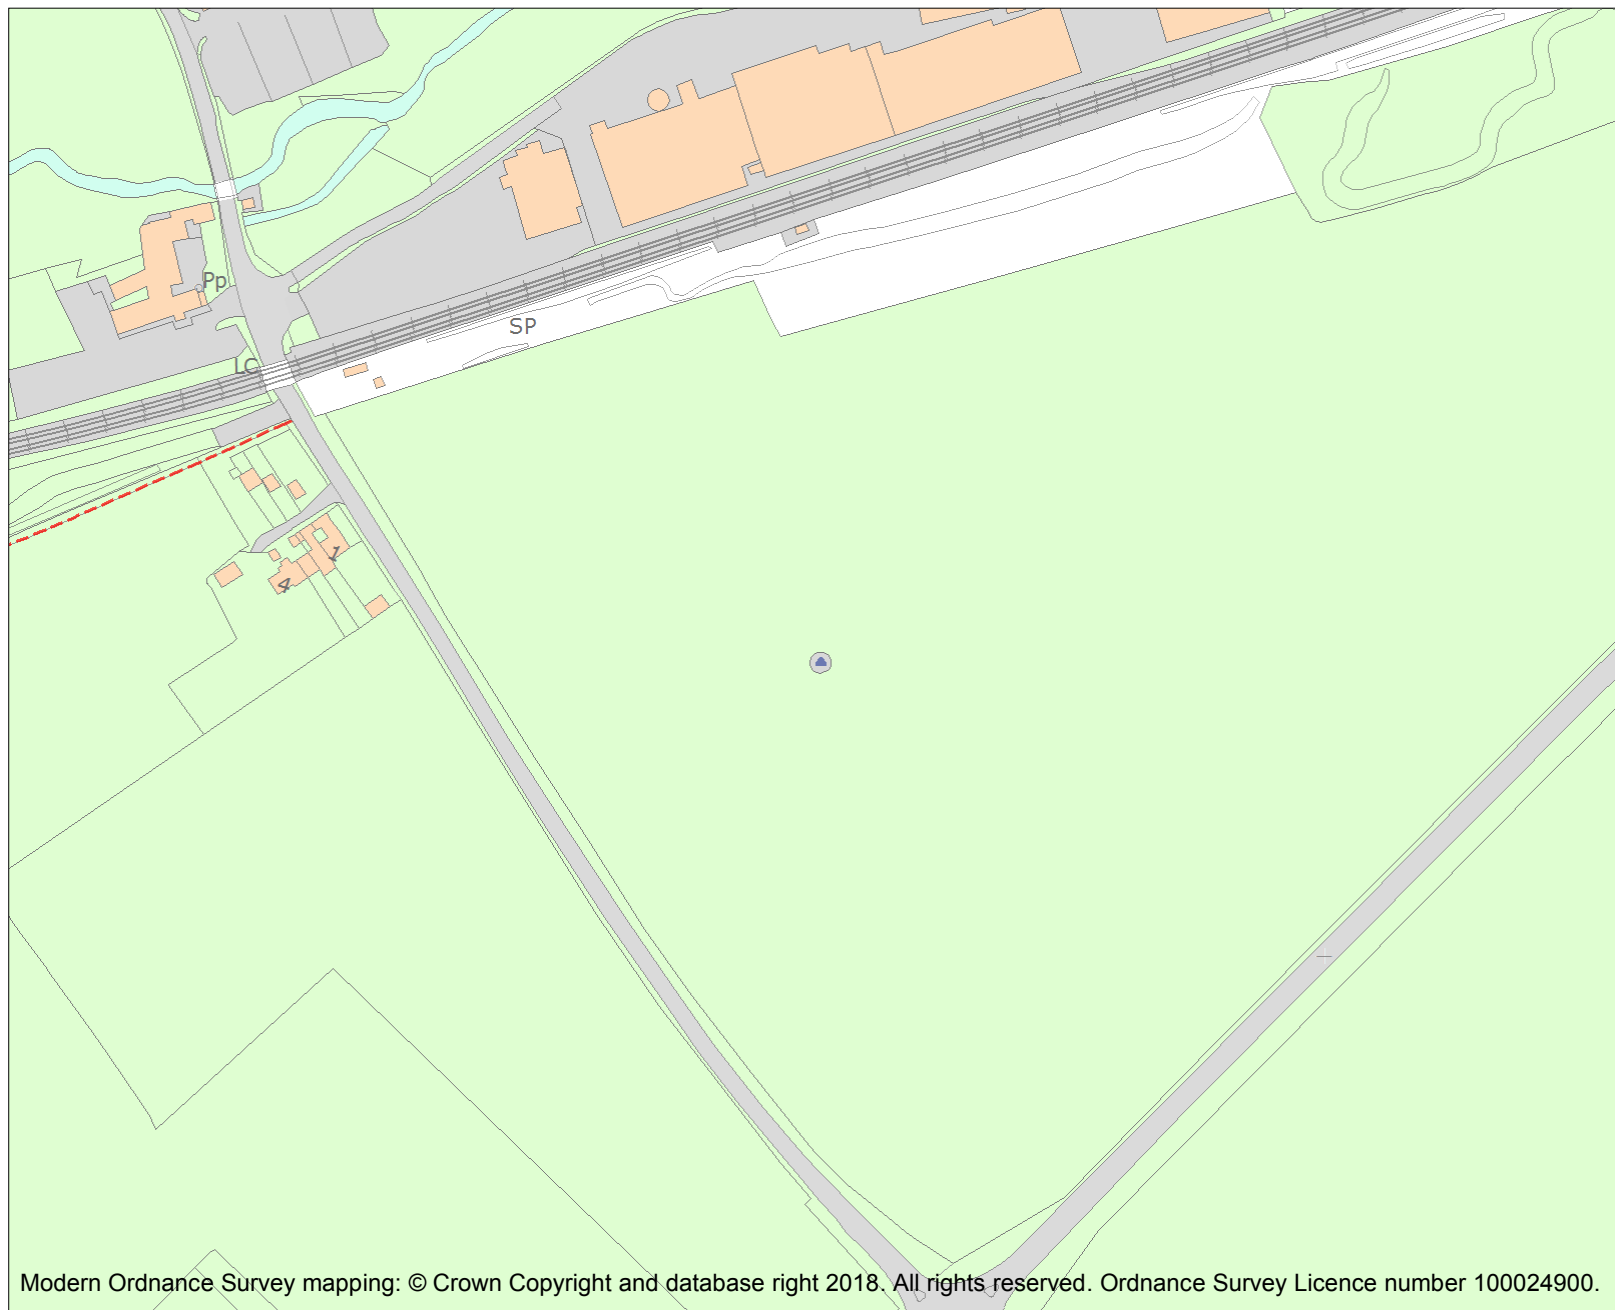 Pp
SP
LC
1
4
Modern Ordnance Survey mapping: © Crown Copyright and database right 2018. All rights reserved. Ordnance Survey Licence number 100024900.